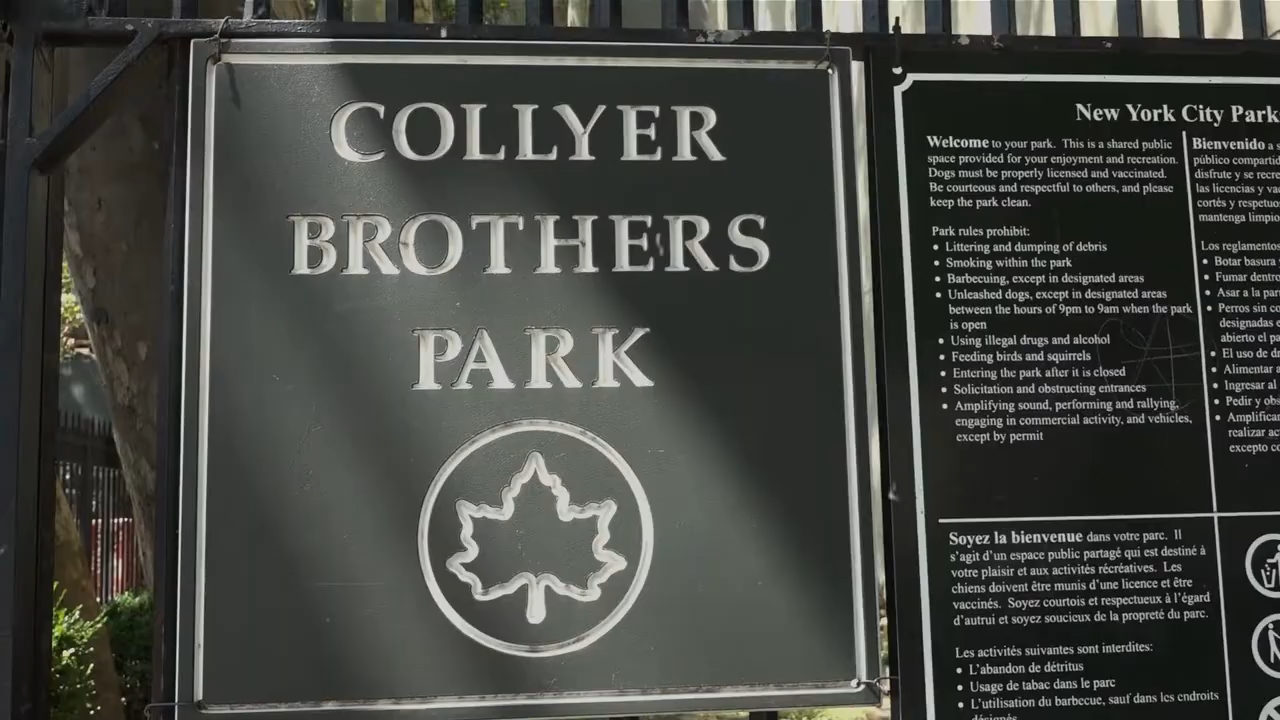 COLLYER
BROTHERS
PARK
New York City Park
Welcome to your park. This is a shared public
space provided for your enjoyment and recreation.
Dogs must be properly licensed and vaccinated.
Be courteous and respectful to others, and please
keep the park clean.
Park rules prohibit:
• Littering and dumping of debris
• Smoking within the park
• Barbecuing, except in designated areas
• Unleashed dogs, except in designated areas
between the hours of 9pm to 9am when the park
is open
• Using illegal drugs and alcohol
• Feeding birds and squirrels
• Entering the park after it is closed
• Solicitation and obstructing entrances
• Amplifying sound, performing and rallying,
engaging in commercial activity, and vehicles,
except by permit
Bienvenido a s
público compartid
disfrute y se recre
las licencias y va
cortés y respetuo
mantenga limpio
Los reglamentos
• Botar basura y
• Fumar dentro
• Asar a la par
• Perros sin co
designadas
abierto el pa
• El uso de dr
• Alimentar a
• Ingresar al
• Pedir y obs
• Amplificar
realizar ac
excepto co
Soyez la bienvenue dans votre parc. Il
s'agit d'un espace public partagé qui est destiné à
votre plaisir et aux activités récréatives. Les
chiens doivent être munis d'une licence et être
vaccinés. Soyez courtois et respectueux à l'égard
d'autrui et soyez soucieux de la propreté du parc.
Les activités suivantes sont interdites:
• L'abandon de détritus
• Usage de tabac dans le parc
• L'utilisation du barbecue, sauf dans les endroits
désignés